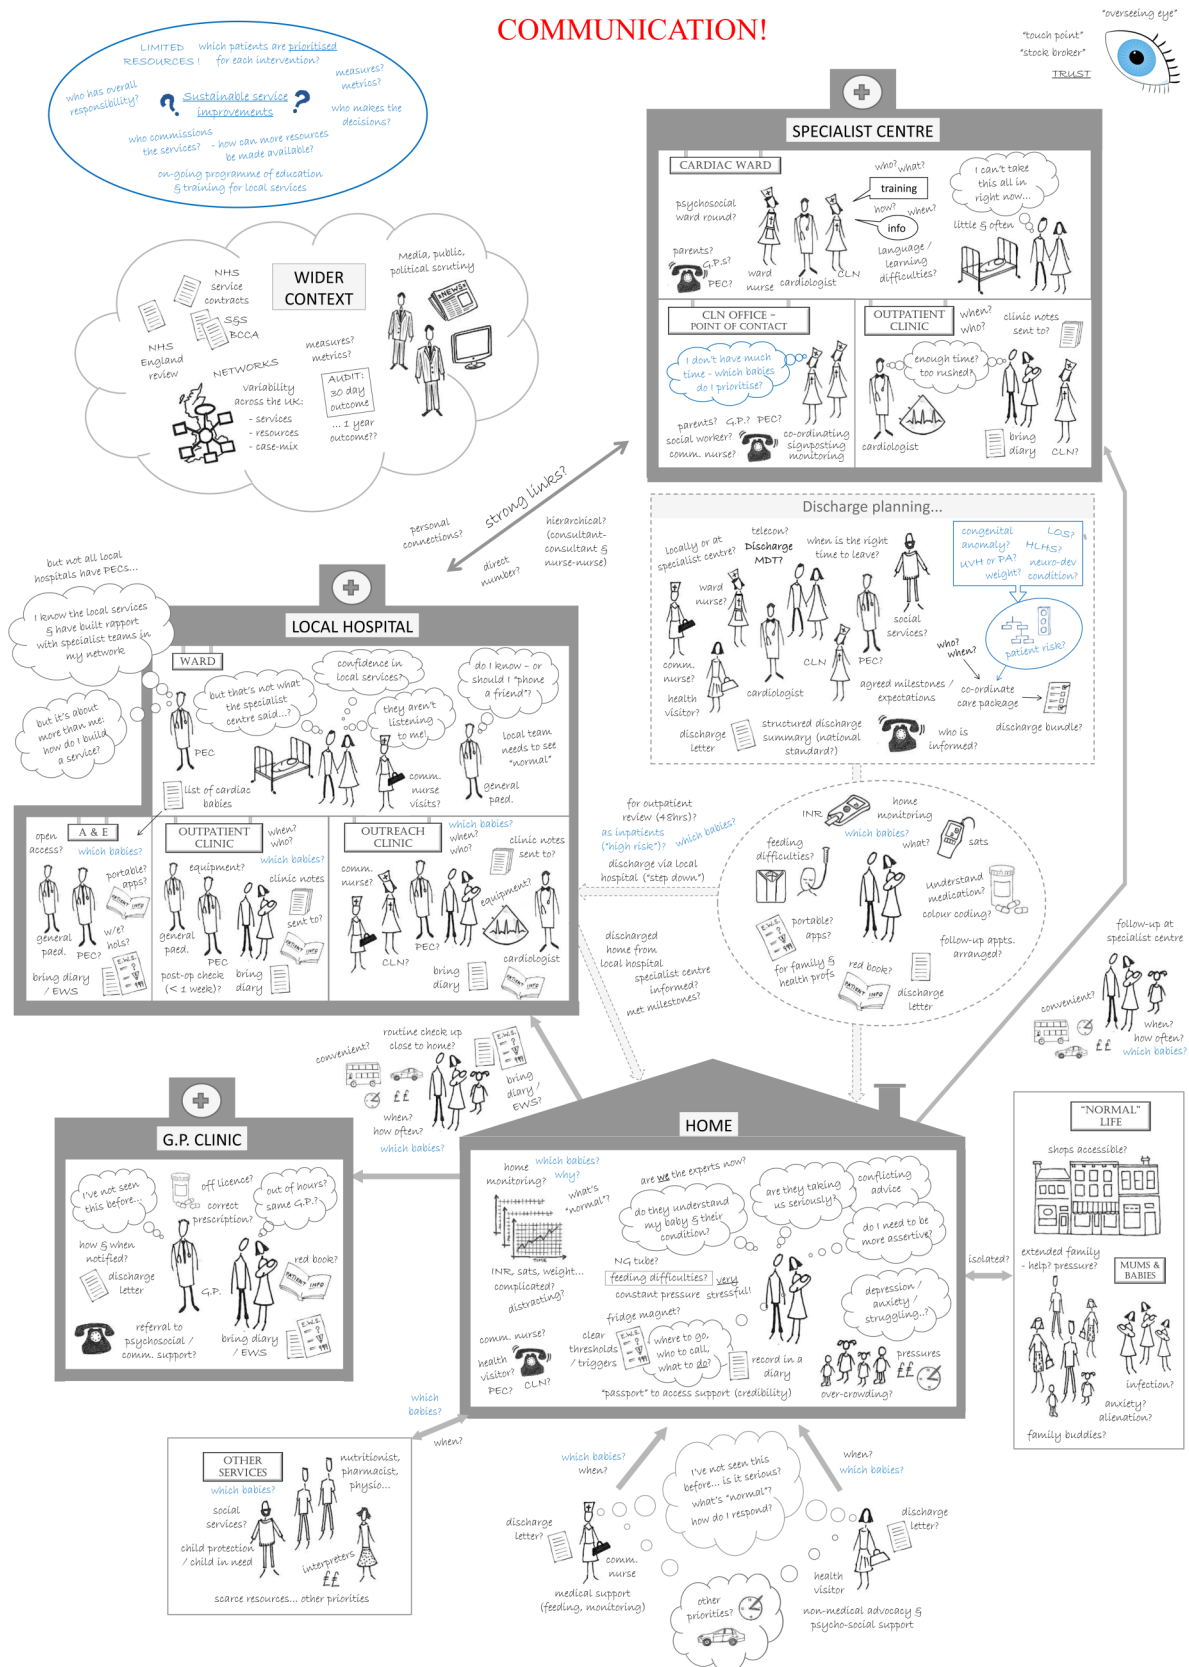 COMMUNICATION!
"overseeing eye"
"touch point"
"stock broker"
TRUST
LIMITED
RESOURCES !
which patients are prioritised
for each intervention?
measures?
metrics?
who has overall
responsibility?
? Sustainable service ?
improvements
who makes the
decisions?
who commissions
the services?
- how can more resources
be made available?
on-going programme of education
& training for local services
WIDER
CONTEXT
NHS
service
contracts
S&S
BCCA
NHS
England
review
NETWORKS
variability
across the UK:
- services
- resources
- case-mix
measures?
metrics?
AUDIT:
30 day
outcome
... 1 year
outcome??
Media, public,
political scrutiny
NEWS
SPECIALIST CENTRE
CARDIAC WARD
psychosocial
ward round?
parents?
G.P.s?
PEC?
ward
nurse
cardiologist
CLN
who? what?
training
how? when?
info
language /
learning
difficulties?
I can't take
this all in
right now...
little & often
CLN OFFICE –
POINT OF CONTACT
I don't have much
time - which babies
do I prioritise?
parents? G.P.? PEC?
social worker?
comm. nurse?
co-ordinating
signposting
monitoring
OUTPATIENT
CLINIC
when?
who?
clinic notes
sent to?
enough time?
too rushed?
cardiologist
bring
diary
CLN?
strong links?
personal
connections?
direct
number?
hierarchical?
(consultant-
consultant &
nurse-nurse)
Discharge planning...
locally or at
specialist centre?
telecon?
Discharge
MDT?
when is the right
time to leave?
congenital
anomaly?
UVH or PA?
weight?
LOS?
HLHS?
neuro-dev
condition?
patient risk?
ward
nurse?
comm.
nurse?
health
visitor?
cardiologist
CLN
PEC?
social
services?
who?
when?
agreed milestones /
expectations
co-ordinate
care package
discharge bundle?
discharge
letter
structured discharge
summary (national
standard?)
who is
informed?
but not all local
hospitals have PECs...
I know the local services
& have built rapport
with specialist teams in
my network
but it's about
more than me:
how do I build
a service?
LOCAL HOSPITAL
WARD
PEC
but that's not what
the specialist
centre said...?
confidence in
local services?
they aren't
listening
to me!
do I know – or
should I "phone
a friend"?
local team
needs to see
"normal"
comm.
nurse
visits?
general
paed.
list of cardiac
babies
A & E
open
access?
which babies?
portable?
apps?
PATIENT INFO
general
paed.
PEC?
w/e?
hols?
E.W.S.
bring diary
/ EWS
OUTPATIENT
CLINIC
when?
who?
equipment?
which babies?
clinic notes
sent to?
PATIENT INFO
general
paed.
PEC
post-op check
(< 1 week)?
bring
diary
OUTREACH
CLINIC
which babies?
when?
who?
clinic notes
sent to?
comm.
nurse?
equipment?
CLN?
PEC?
cardiologist
bring
diary
PATIENT INFO
for outpatient
review (48hrs)?
as inpatients
("high risk")?
which babies?
discharge via local
hospital ("step down")
discharged
home from
local hospital
specialist centre
informed?
met milestones?
INR
home
monitoring
which babies?
what?
sats
feeding
difficulties?
understand
medication?
colour coding?
portable?
apps?
E.W.S.
for family &
health profs
red book?
PATIENT INFO
discharge
letter
follow-up appts.
arranged?
follow-up at
specialist centre
convenient?
££
when?
how often?
which babies?
routine check up
close to home?
convenient?
££
when?
how often?
which babies?
E.W.S.
bring
diary /
EWS?
G.P. CLINIC
I've not seen
this before...
off licence?
correct
prescription?
out of hours?
same G.P.?
how & when
notified?
discharge
letter
G.P.
red book?
PATIENT INFO
referral to
psychosocial /
comm. support?
bring diary
/ EWS
E.W.S.
HOME
home
monitoring?
which babies?
why?
what's
"normal"?
TIME
INR, sats, weight...
complicated?
distracting?
are we the experts now?
do they understand
my baby & their
condition?
are they taking
us seriously?
conflicting
advice
do I need to be
more assertive?
NG tube?
feeding difficulties?
very
stressful!
constant pressure
depression /
anxiety /
struggling..?
fridge magnet?
clear
thresholds
/ triggers
E.W.S.
where to go,
who to call,
what to do?
record in a
diary
comm. nurse?
health
visitor?
PEC?
CLN?
"passport" to access support (credibility)
pressures
££
over-crowding?
isolated?
"NORMAL"
LIFE
shops accessible?
extended family
- help? pressure?
MUMS &
BABIES
infection?
anxiety?
alienation?
family buddies?
which
babies?
when?
OTHER
SERVICES
which babies?
nutritionist,
pharmacist,
physio...
social
services?
child protection
/ child in need
interpreters
££
scarce resources... other priorities
which babies?
when?
discharge
letter?
comm.
nurse
medical support
(feeding, monitoring)
I've not seen this
before... is it serious?
what's "normal"?
how do I respond?
other
priorities?
when?
which babies?
discharge
letter?
health
visitor
non-medical advocacy &
psycho-social support